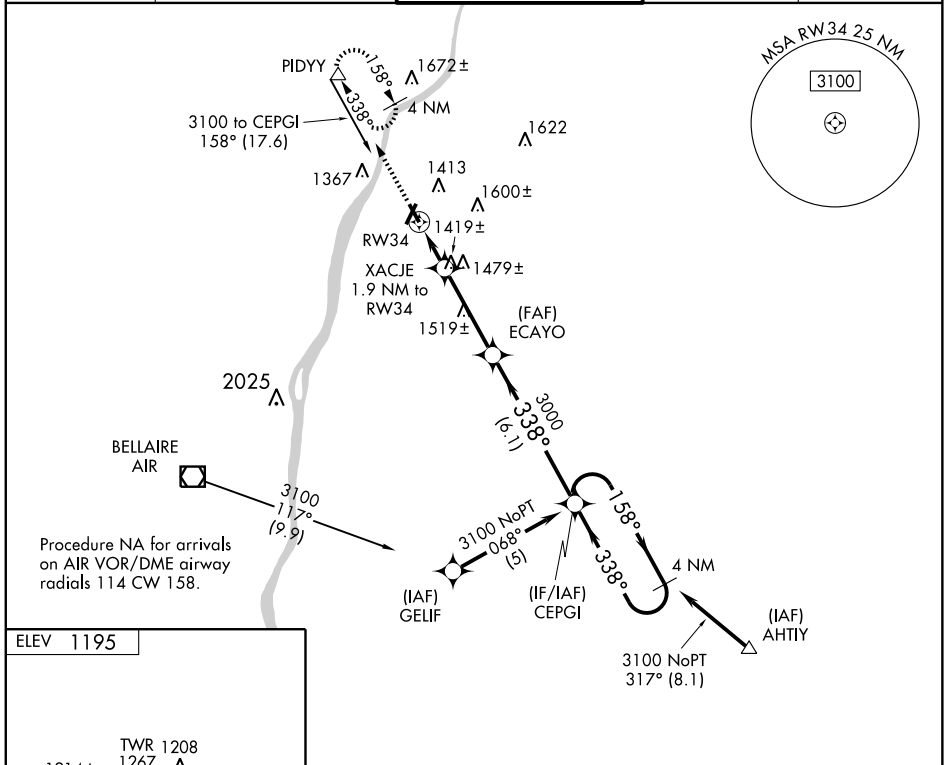 MSA RW34 25 NM
3100
PIDYY
158°
1672±
338°
4 NM
3100 to CEPGI
158° (17.6)
1622
1367
1413
1600±
RW34
1419±
XACJE
1.9 NM to
RW34
1479±
1519±
(FAF)
ECAYO
2025
3000
338°
(6.1)
BELLAIRE
AIR
3100
117°
(9.9)
Procedure NA for arrivals
on AIR VOR/DME airway
radials 114 CW 158.
3100 NoPT
068°
(5)
158°
338°
4 NM
(IAF)
GELIF
(IF/IAF)
CEPGI
(IAF)
AHTIY
3100 NoPT
317° (8.1)
ELEV 1195
TWR 1208
1267